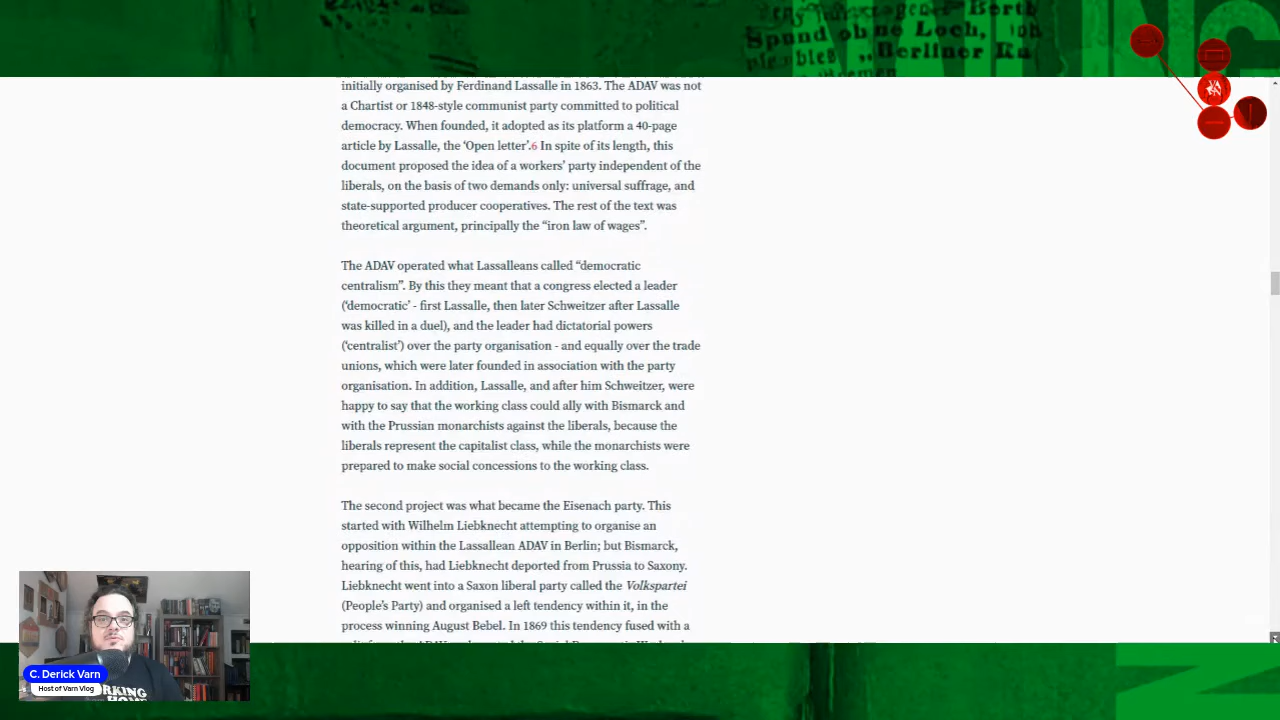 Spund ohne Loch,
Berliner
initially organised by Ferdinand Lassalle in 1863. The ADAV was not
a Chartist or 1848-style communist party committed to political
democracy. When founded, it adopted as its platform a 40-page
article by Lassalle, the ‘Open letter’.6 In spite of its length, this
document proposed the idea of a workers’ party independent of the
liberals, on the basis of two demands only: universal suffrage, and
state-supported producer cooperatives. The rest of the text was
theoretical argument, principally the “iron law of wages”.
The ADAV operated what Lassalleans called “democratic
centralism”. By this they meant that a congress elected a leader
(‘democratic’ - first Lassalle, then later Schweitzer after Lassalle
was killed in a duel), and the leader had dictatorial powers
(‘centralist’) over the party organisation - and equally over the trade
unions, which were later founded in association with the party
organisation. In addition, Lassalle, and after him Schweitzer, were
happy to say that the working class could ally with Bismarck and
with the Prussian monarchists against the liberals, because the
liberals represent the capitalist class, while the monarchists were
prepared to make social concessions to the working class.
The second project was what became the Eisenach party. This
started with Wilhelm Liebknecht attempting to organise an
opposition within the Lassallean ADAV in Berlin; but Bismarck,
hearing of this, had Liebknecht deported from Prussia to Saxony.
Liebknecht went into a Saxon liberal party called the Volkspartei
(People’s Party) and organised a left tendency within it, in the
process winning August Bebel. In 1869 this tendency fused with a
C. Derick Varn
Host of Varn Vlog